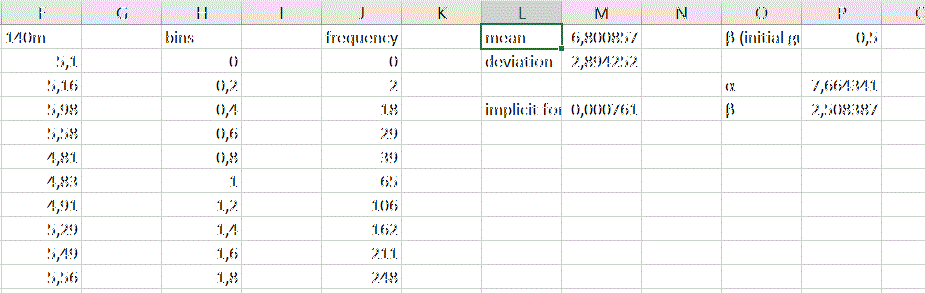 F G H I J K L M N O P
140m bins frequency mean 6,800857 β (initial gu 0,5
5,1 0 0 deviation 2,894252
5,16 0,2 2 α 7,664341
5,98 0,4 18 implicit for 0,000761 β 2,508387
5,58 0,6 29
4,81 0,8 39
4,83 1 65
4,91 1,2 106
5,29 1,4 162
5,49 1,6 211
5,56 1,8 248